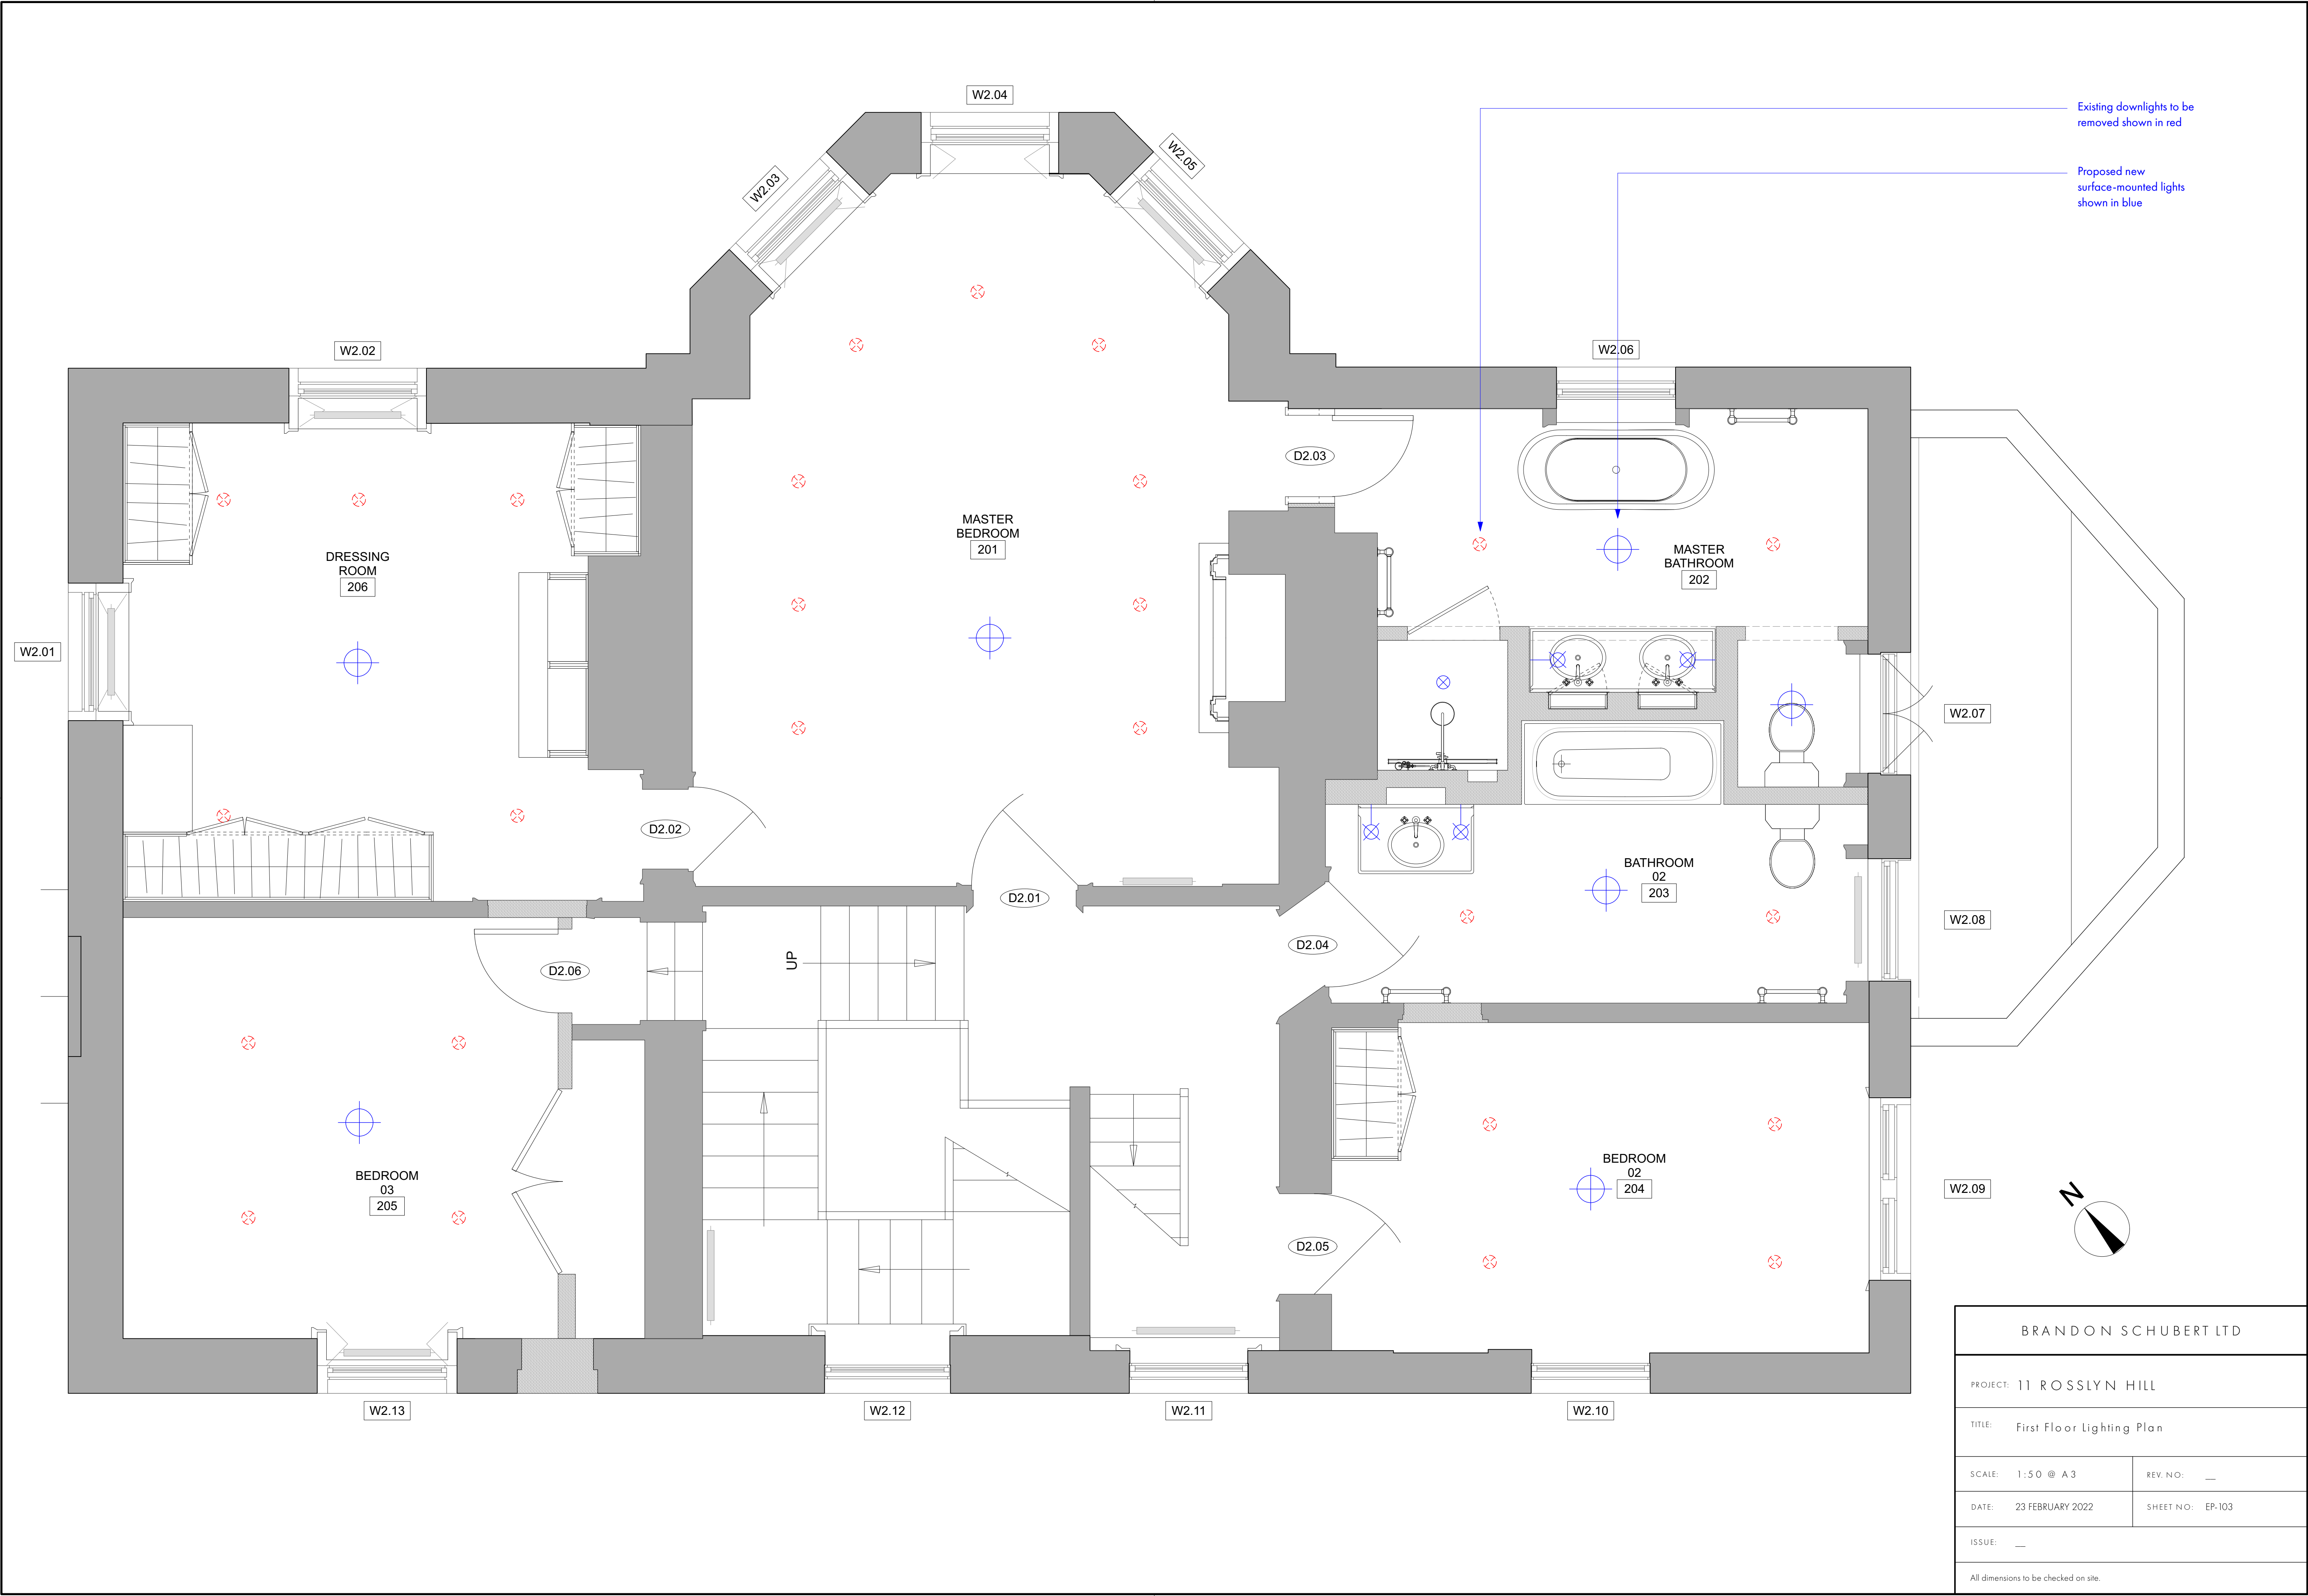 W2.04
Existing downlights to be
removed shown in red
W2.03
W2.05
Proposed new
surface-mounted lights
shown in blue
W2.02
W2.06
D2.03
MASTER
BEDROOM
201
DRESSING
ROOM
206
MASTER
BATHROOM
202
W2.01
W2.07
D2.02
BATHROOM
02
203
D2.01
W2.08
D2.04
UP
D2.06
BEDROOM
03
205
BEDROOM
02
204
W2.09
N
D2.05
W2.13
W2.12
W2.11
W2.10
BRANDON SCHUBERT LTD
PROJECT: 11 ROSSLYN HILL
TITLE: First Floor Lighting Plan
SCALE: 1:50 @ A3
REV. NO: __
DATE: 23 FEBRUARY 2022
SHEET NO: EP-103
ISSUE: __
All dimensions to be checked on site.